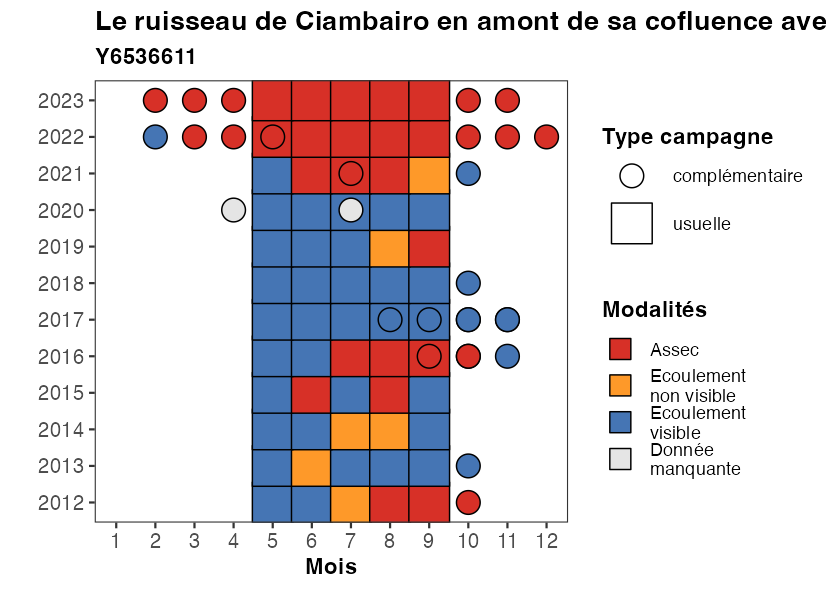 Le ruisseau de Ciambairo en amont de sa cofluence ave
Y6536611
2023
2022
2021
2020
2019
2018
2017
2016
2015
2014
2013
2012
1 2 3 4 5 6 7 8 9 10 11 12
Mois
Type campagne
complémentaire
usuelle
Modalités
Assec
Ecoulement
non visible
Ecoulement
visible
Donnée
manquante